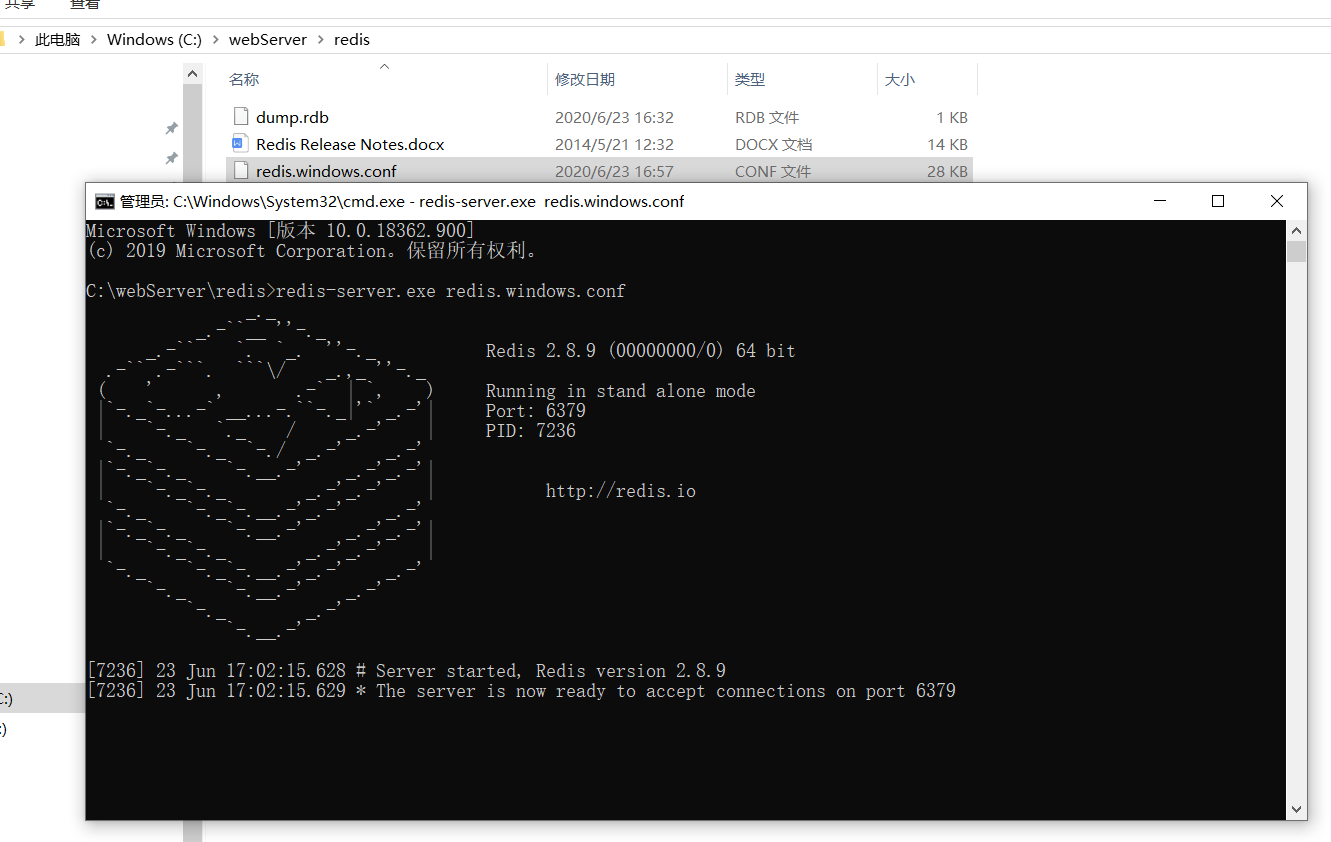 共享 查看
此电脑 > Windows (C:) > webServer > redis
名称 修改日期 类型 大小
dump.rdb 2020/6/23 16:32 RDB 文件 1 KB
Redis Release Notes.docx 2014/5/21 12:32 DOCX 文档 14 KB
redis.windows.conf 2020/6/23 16:57 CONF 文件 28 KB
管理员: C:\Windows\System32\cmd.exe - redis-server.exe  redis.windows.conf
Microsoft Windows [版本 10.0.18362.900]
(c) 2019 Microsoft Corporation。保留所有权利。
C:\webServer\redis>redis-server.exe redis.windows.conf
Redis 2.8.9 (00000000/0) 64 bit
Running in stand alone mode
Port: 6379
PID: 7236
http://redis.io
[7236] 23 Jun 17:02:15.628 # Server started, Redis version 2.8.9
[7236] 23 Jun 17:02:15.629 * The server is now ready to accept connections on port 6379
C:)
:)